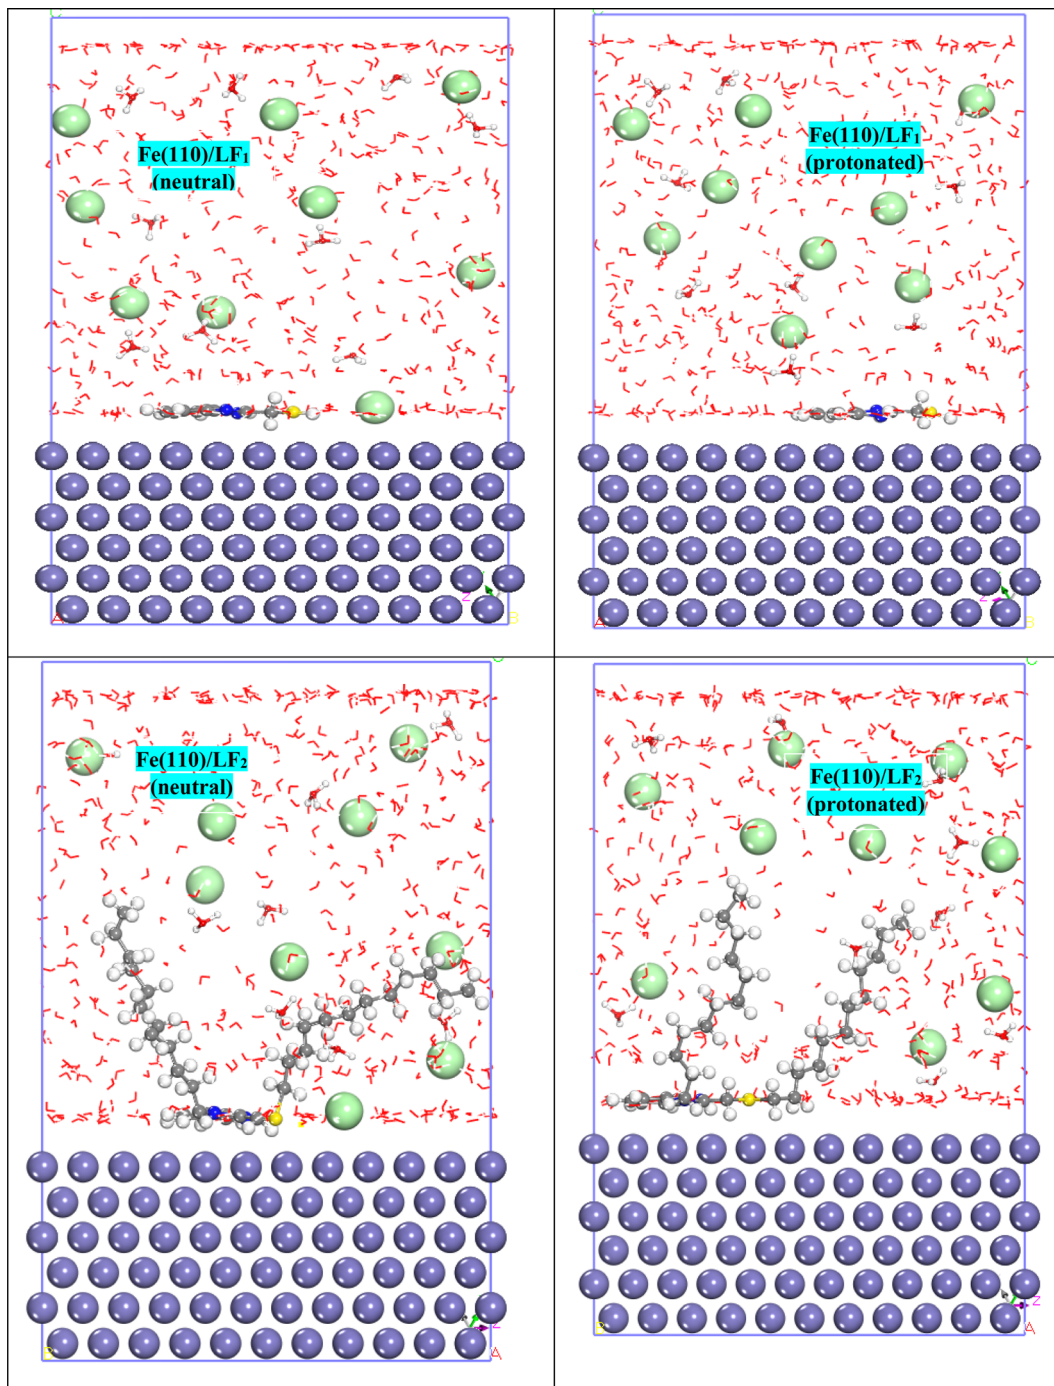 Fe(110)/LF₁
(neutral)
A
Z
B
Fe(110)/LF₁
(protonated)
A
Z
B
Fe(110)/LF₂
(neutral)
B
Z
A
Fe(110)/LF₂
(protonated)
B
Z
A